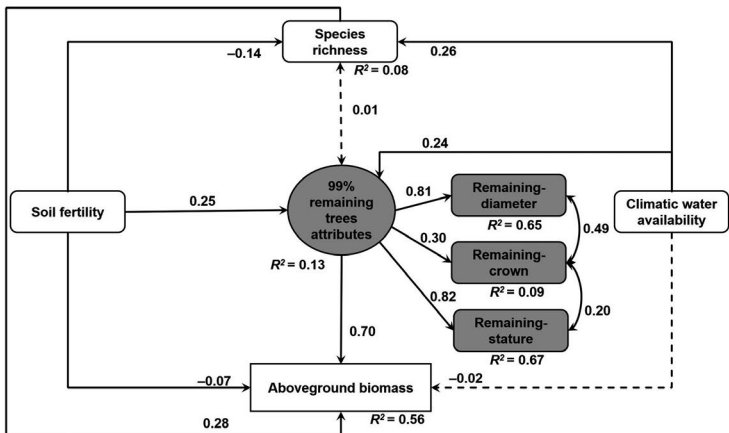 Species
richness
–0.14
0.26
R² = 0.08
0.01
0.24
99%
remaining
trees
attributes
0.81
Remaining-
diameter
Soil fertility
0.25
Climatic water
availability
R² = 0.65
0.49
0.30
Remaining-
crown
R² = 0.13
R² = 0.09
0.82
0.20
Remaining-
stature
0.70
R² = 0.67
–0.07
Aboveground biomass
–0.02
R² = 0.56
0.28